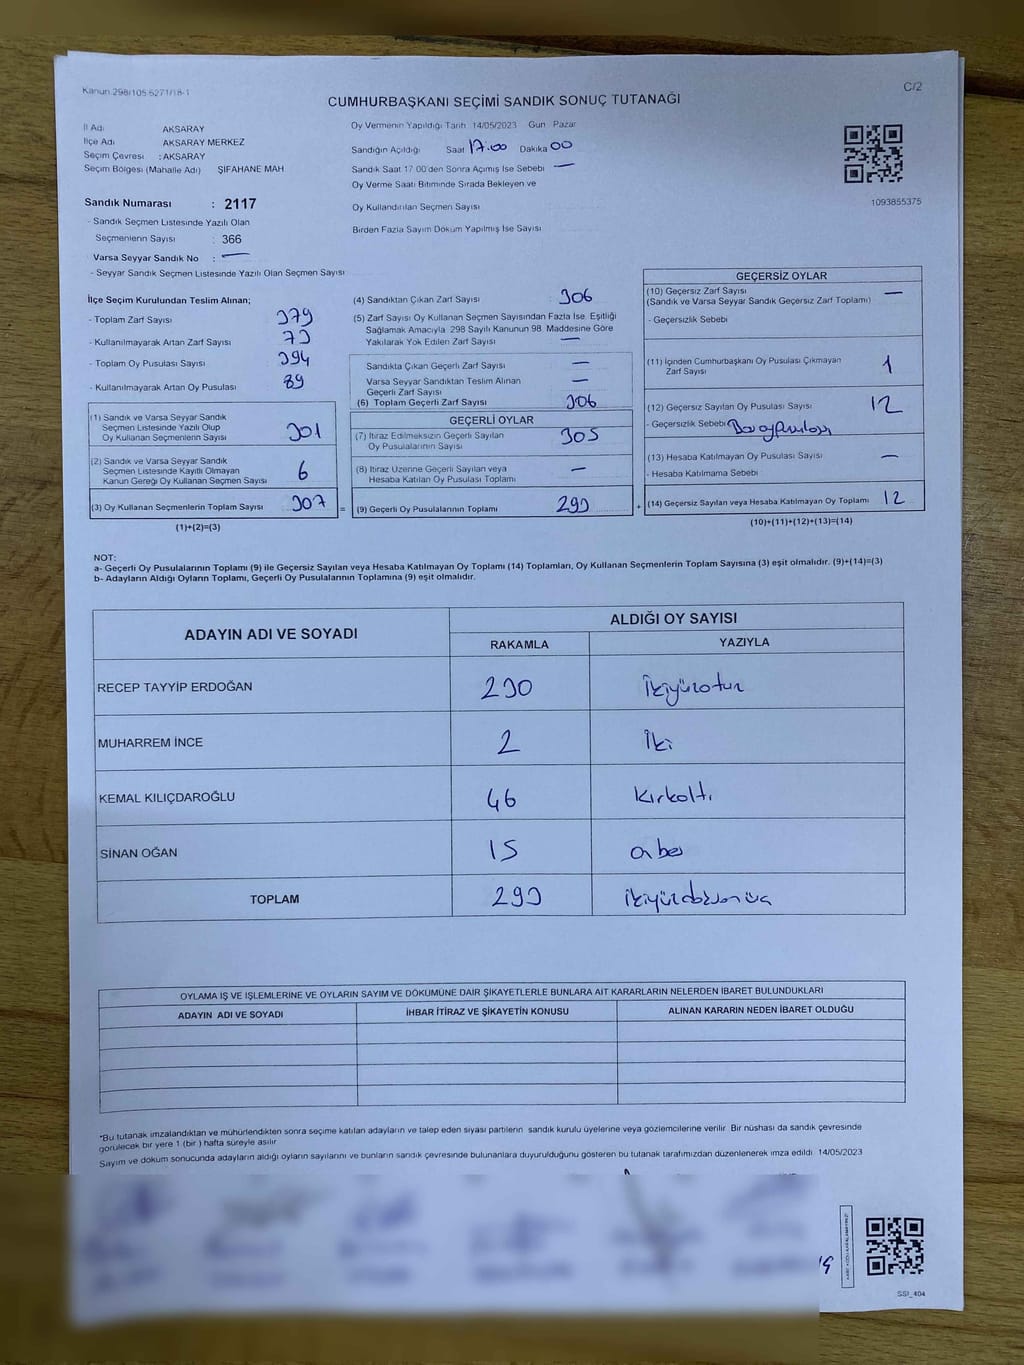 Kanun 298/105.6271/18-1
C/2
CUMHURBAŞKANI SEÇİMİ SANDIK SONUÇ TUTANAĞI
İl Adı AKSARAY
İlçe Adı AKSARAY MERKEZ
Seçim Çevresi : AKSARAY
Seçim Bölgesi (Mahalle Adı) ŞİFAHANE MAH
Sandık Numarası : 2117
- Sandık Seçmen Listesinde Yazılı Olan
Seçmenlerin Sayısı : 366
Varsa Seyyar Sandık No : —
- Seyyar Sandık Seçmen Listesinde Yazılı Olan Seçmen Sayısı
Oy Vermenin Yapıldığı Tarih 14/05/2023 Gün Pazar
Sandığın Açıldığı Saat 17.00 Dakika 00
Sandık Saat 17 00'den Sonra Açmış İse Sebebi —
Oy Verme Saati Bitiminde Sırada Bekleyen ve
Oy Kullandırılan Seçmen Sayısı
Birden Fazla Sayım Döküm Yapılmış İse Sayısı
1093855375
İlçe Seçim Kurulundan Teslim Alınan;
- Toplam Zarf Sayısı 379
- Kullanılmayarak Artan Zarf Sayısı 73
- Toplam Oy Pusulası Sayısı 394
- Kullanılmayarak Artan Oy Pusulası 89
(1) Sandık ve Varsa Seyyar Sandık
Seçmen Listesinde Yazılı Olup
Oy Kullanan Seçmenlerin Sayısı 301
(2) Sandık ve Varsa Seyyar Sandık
Seçmen Listesinde Kayıtlı Olmayan
Kanun Gereği Oy Kullanan Seçmen Sayısı 6
(3) Oy Kullanan Seçmenlerin Toplam Sayısı 307 =
(1)+(2)=(3)
(4) Sandıktan Çıkan Zarf Sayısı : 306
(5) Zarf Sayısı Oy Kullanan Seçmen Sayısından Fazla İse, Eşitliği
Sağlamak Amacıyla 298 Sayılı Kanunun 98. Maddesine Göre
Yakılarak Yok Edilen Zarf Sayısı —
Sandıkta Çıkan Geçerli Zarf Sayısı —
Varsa Seyyar Sandıktan Teslim Alınan
Geçerli Zarf Sayısı —
(6) Toplam Geçerli Zarf Sayısı 306
GEÇERLİ OYLAR
(7) İtiraz Edilmeksizin Geçerli Sayılan
Oy Pusulalarının Sayısı 305
(8) İtiraz Üzerine Geçerli Sayılan veya
Hesaba Katılan Oy Pusulası Toplamı —
(9) Geçerli Oy Pusulalarının Toplamı 293 +
GEÇERSİZ OYLAR
(10) Geçersiz Zarf Sayısı
(Sandık ve Varsa Seyyar Sandık Geçersiz Zarf Toplamı) —
- Geçersizlik Sebebi
(11) İçinden Cumhurbaşkanı Oy Pusulası Çıkmayan
Zarf Sayısı 1
(12) Geçersiz Sayılan Oy Pusulası Sayısı 12
- Geçersizlik Sebebi
(13) Hesaba Katılmayan Oy Pusulası Sayısı —
- Hesaba Katılmama Sebebi
(14) Geçersiz Sayılan veya Hesaba Katılmayan Oy Toplamı 12
(10)+(11)+(12)+(13)=(14)
NOT:
a- Geçerli Oy Pusulalarının Toplamı (9) ile Geçersiz Sayılan veya Hesaba Katılmayan Oy Toplamı (14) Toplamları, Oy Kullanan Seçmenlerin Toplam Sayısına (3) eşit olmalıdır. (9)+(14)=(3)
b- Adayların Aldığı Oyların Toplamı, Geçerli Oy Pusulalarının Toplamına (9) eşit olmalıdır.
ADAYIN ADI VE SOYADI ALDIĞI OY SAYISI
RAKAMLA YAZIYLA
RECEP TAYYİP ERDOĞAN 230 ikiyüzotuz
MUHARREM İNCE 2 iki
KEMAL KILIÇDAROĞLU 46 kırkaltı
SİNAN OĞAN 15 onbeş
TOPLAM 293 ikiyüzdoksanüç
OYLAMA İŞ VE İŞLEMLERİNE VE OYLARIN SAYIM VE DÖKÜMÜNE DAİR ŞİKAYETLERLE BUNLARA AİT KARARLARIN NELERDEN İBARET BULUNDUKLARI
ADAYIN ADI VE SOYADI İHBAR İTİRAZ VE ŞİKAYETİN KONUSU ALINAN KARARIN NEDEN İBARET OLDUĞU
*Bu tutanak imzalandıktan ve mühürlendikten sonra seçime katılan adayların ve talep eden siyasi partilerin sandık kurulu üyelerine veya gözlemcilerine verilir. Bir nüshası da sandık çevresinde
görülecek bir yere 1 (bir ) hafta süreyle asılır
Sayım ve döküm sonucunda adayların aldığı oyların sayılarını ve bunların sandık çevresinde bulunanlara duyurulduğunu gösteren bu tutanak tarafımızdan düzenlenerek imza edildi 14/05/2023
SSI_404